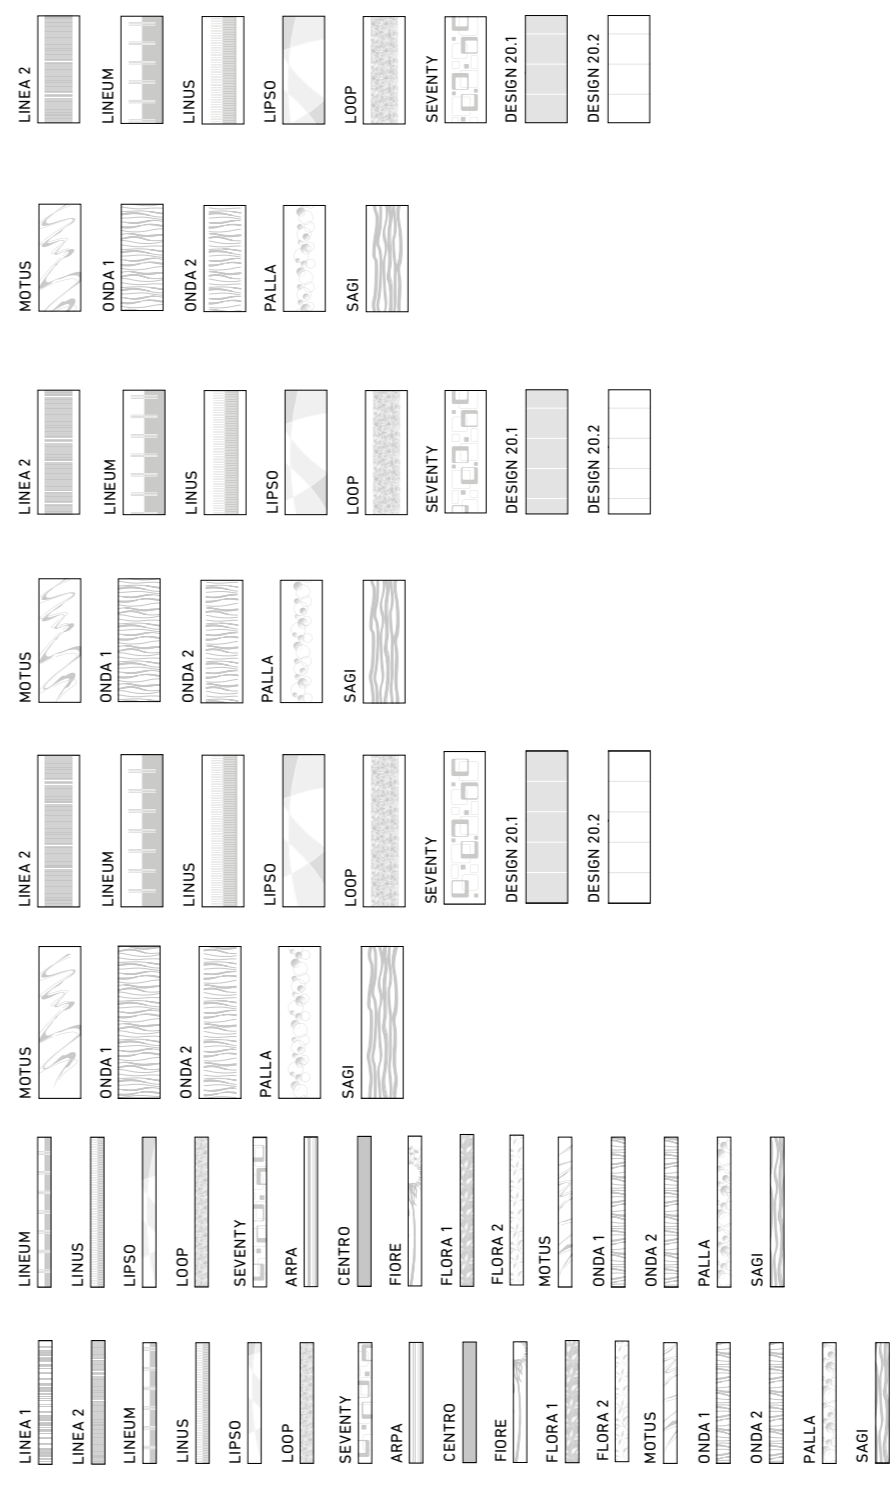 LINEA 2
LINEUM
LINUS
LIPSO
LOOP
SEVENTY
DESIGN 20.1
DESIGN 20.2
MOTUS
ONDA 1
ONDA 2
PALLA
SAGI
LINEA 2
LINEUM
LINUS
LIPSO
LOOP
SEVENTY
DESIGN 20.1
DESIGN 20.2
MOTUS
ONDA 1
ONDA 2
PALLA
SAGI
LINEA 2
LINEUM
LINUS
LIPSO
LOOP
SEVENTY
DESIGN 20.1
DESIGN 20.2
MOTUS
ONDA 1
ONDA 2
PALLA
SAGI
LINEUM
LINUS
LIPSO
LOOP
SEVENTY
ARPA
CENTRO
FIORE
FLORA 1
FLORA 2
MOTUS
ONDA 1
ONDA 2
PALLA
SAGI
LINEA 1
LINEA 2
LINEUM
LINUS
LIPSO
LOOP
SEVENTY
ARPA
CENTRO
FIORE
FLORA 1
FLORA 2
MOTUS
ONDA 1
ONDA 2
PALLA
SAGI